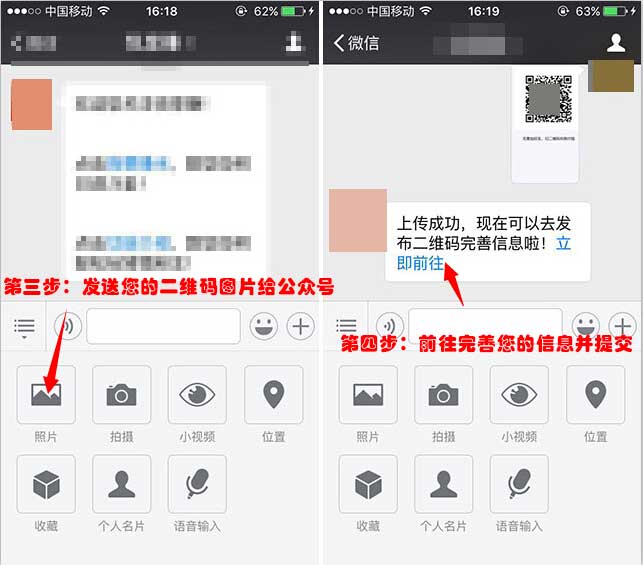 中国移动
16:18
62%
第三步：发送您的二维码图片给公众号
照片
拍摄
小视频
位置
收藏
个人名片
语音输入
中国移动
16:19
63%
微信
上传成功，现在可以去发
布二维码完善信息啦！立
即前往
第四步：前往完善您的信息并提交
照片
拍摄
小视频
位置
收藏
个人名片
语音输入